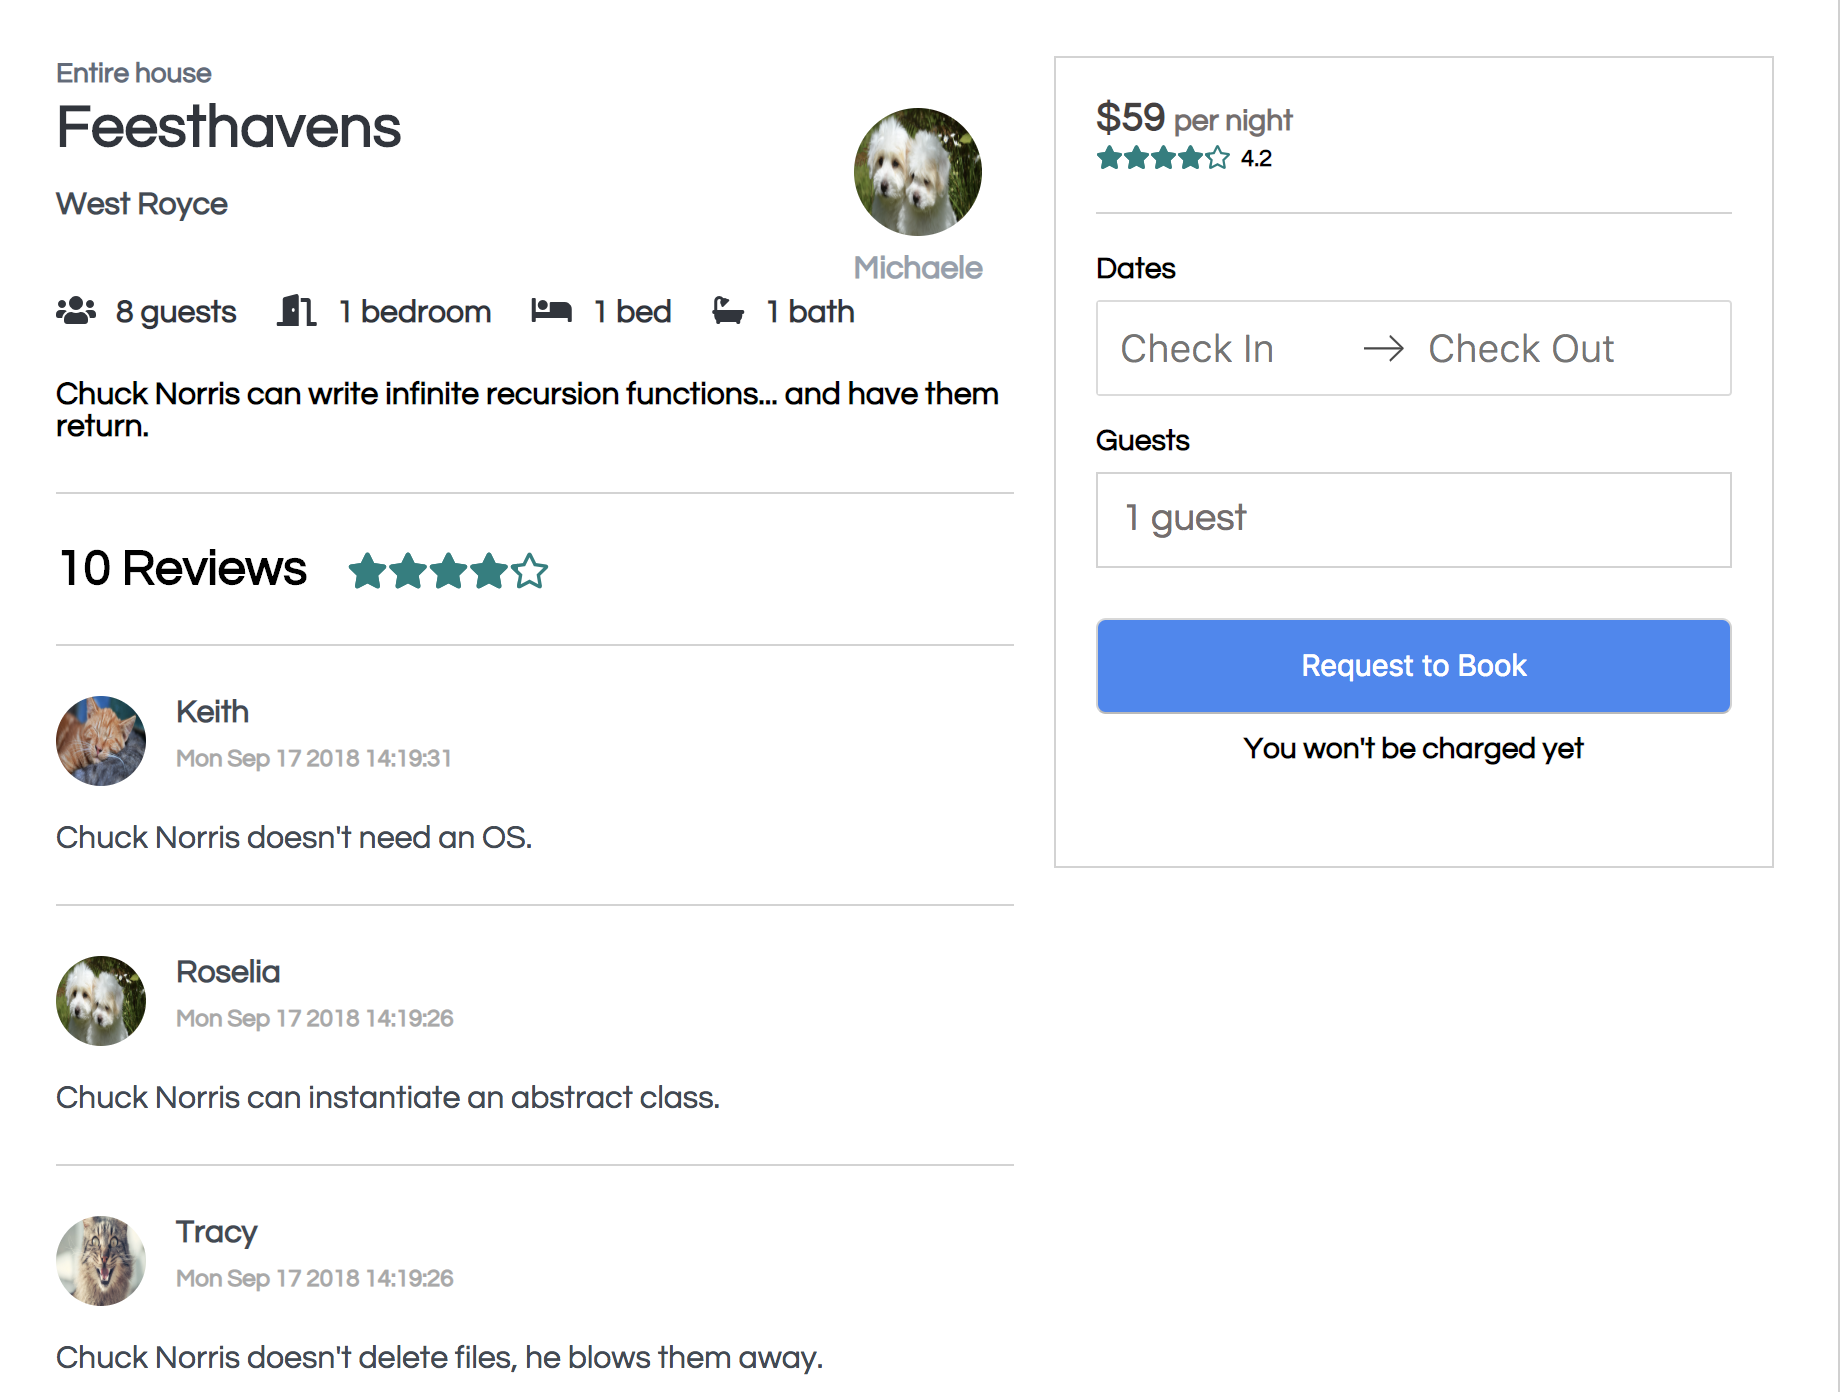 Entire house
Feesthavens
West Royce
Michaele
8 guests 1 bedroom 1 bed 1 bath
Chuck Norris can write infinite recursion functions... and have them
return.
10 Reviews
Keith
Mon Sep 17 2018 14:19:31
Chuck Norris doesn't need an OS.
Roselia
Mon Sep 17 2018 14:19:26
Chuck Norris can instantiate an abstract class.
Tracy
Mon Sep 17 2018 14:19:26
Chuck Norris doesn't delete files, he blows them away.
$59 per night
4.2
Dates
Check In → Check Out
Guests
1 guest
Request to Book
You won't be charged yet